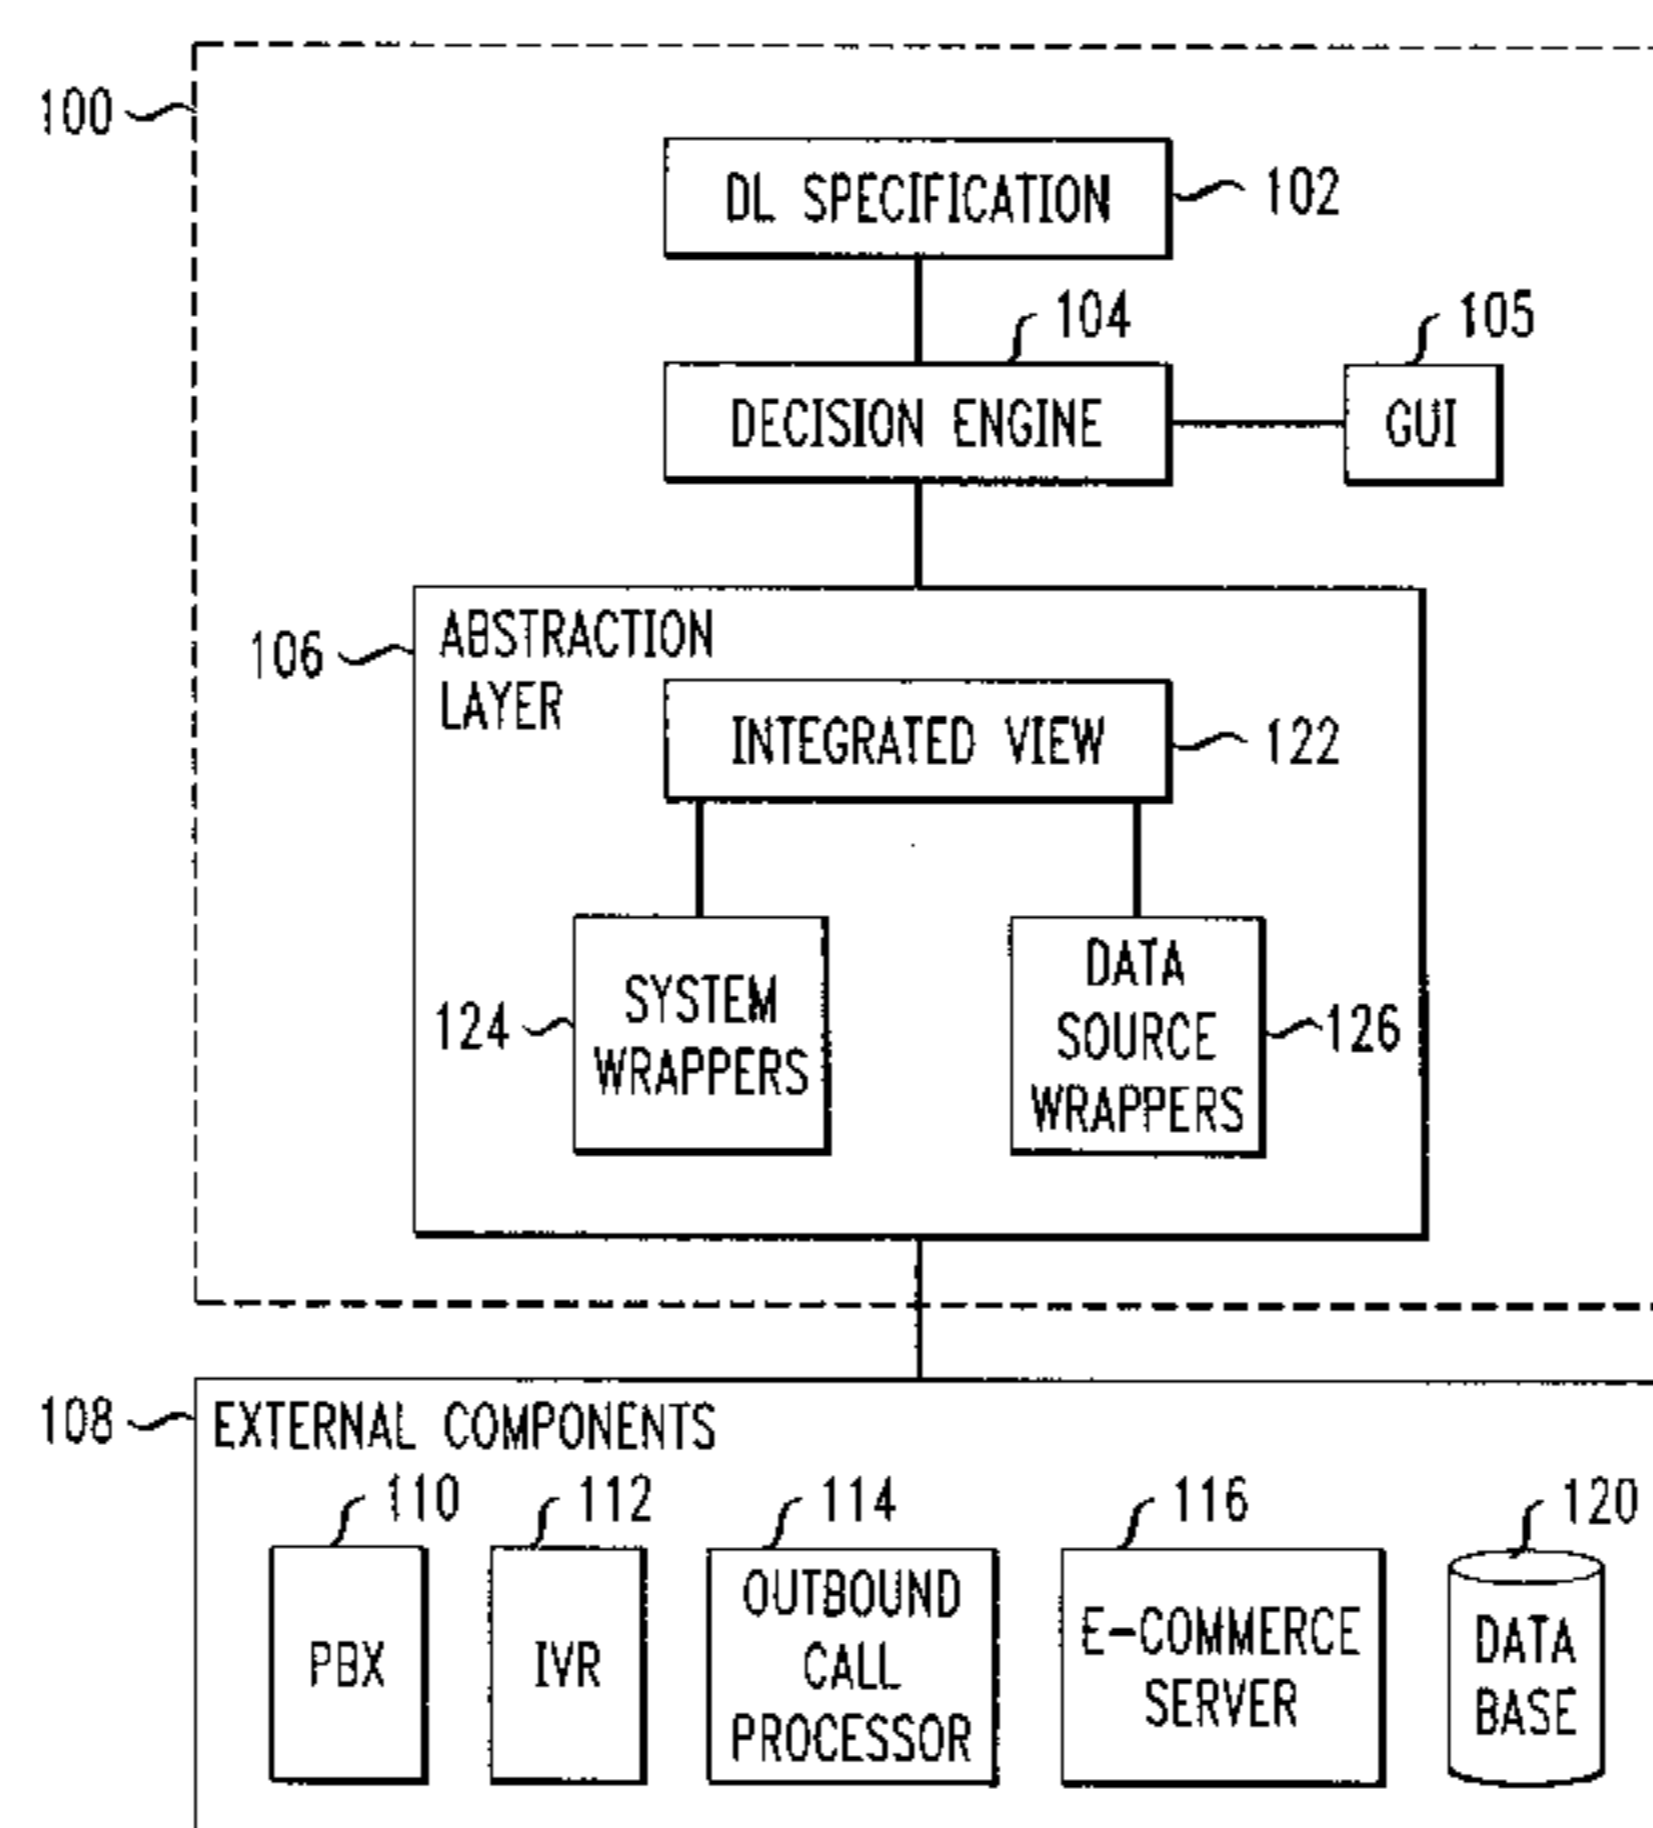 100
DL SPECIFICATION
102
104
105
DECISION ENGINE
GUI
106
ABSTRACTION
LAYER
INTEGRATED VIEW
122
124
SYSTEM
WRAPPERS
DATA
SOURCE
WRAPPERS
126
108
EXTERNAL COMPONENTS
110
112
114
116
120
PBX
IVR
OUTBOUND
CALL
PROCESSOR
E-COMMERCE
SERVER
DATA
BASE